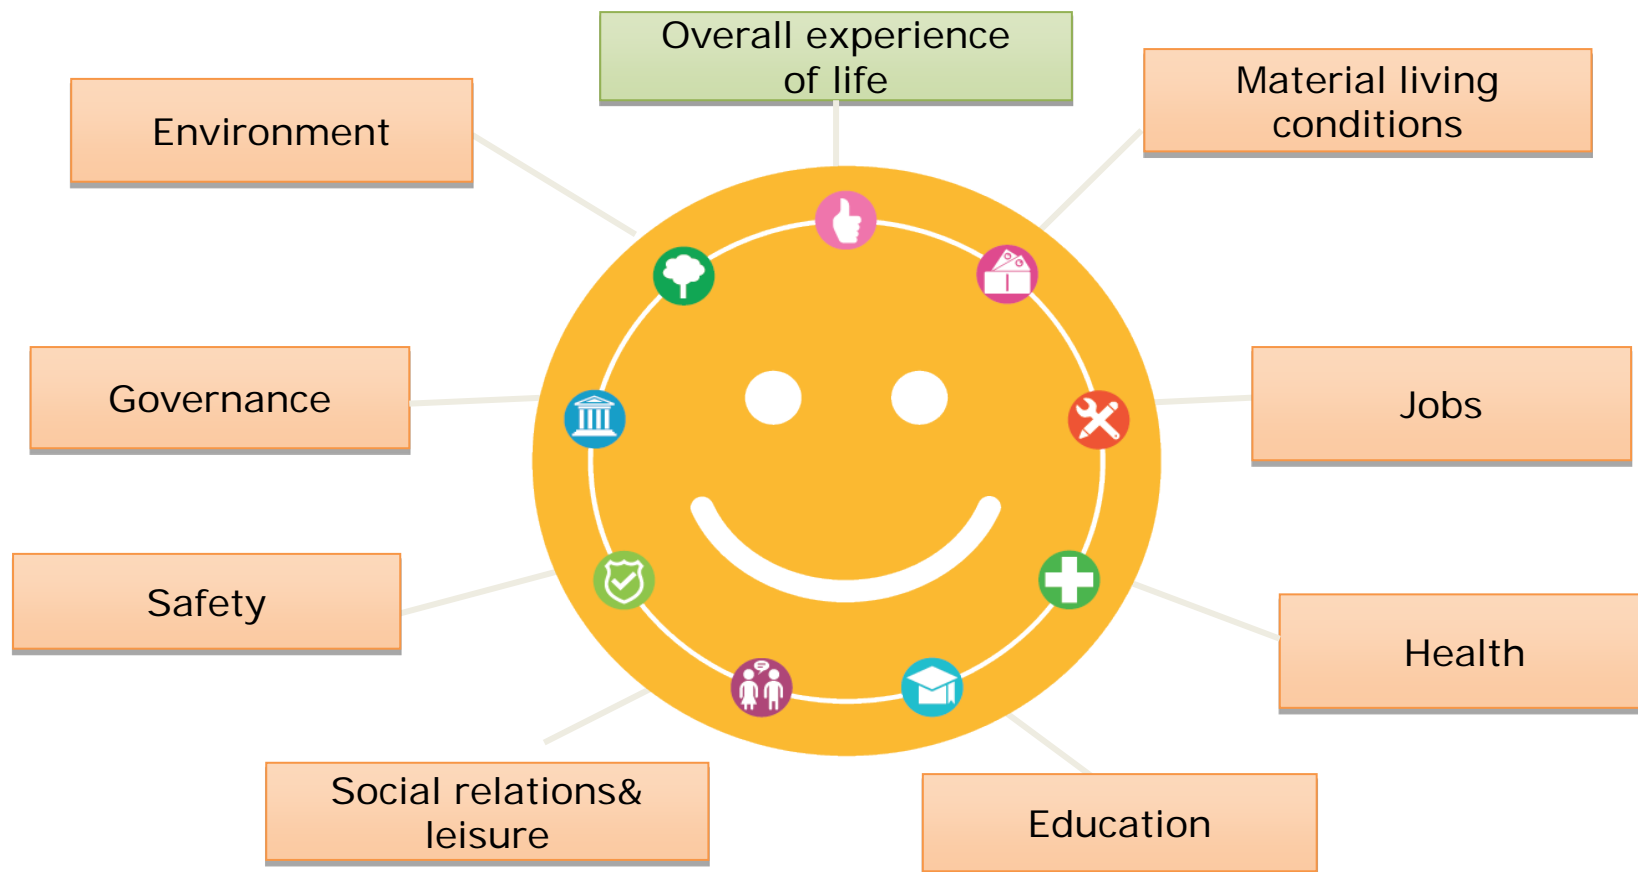 Overall experience
of life
Material living
conditions
Environment
Governance
Jobs
Safety
Health
Social relations&
leisure
Education